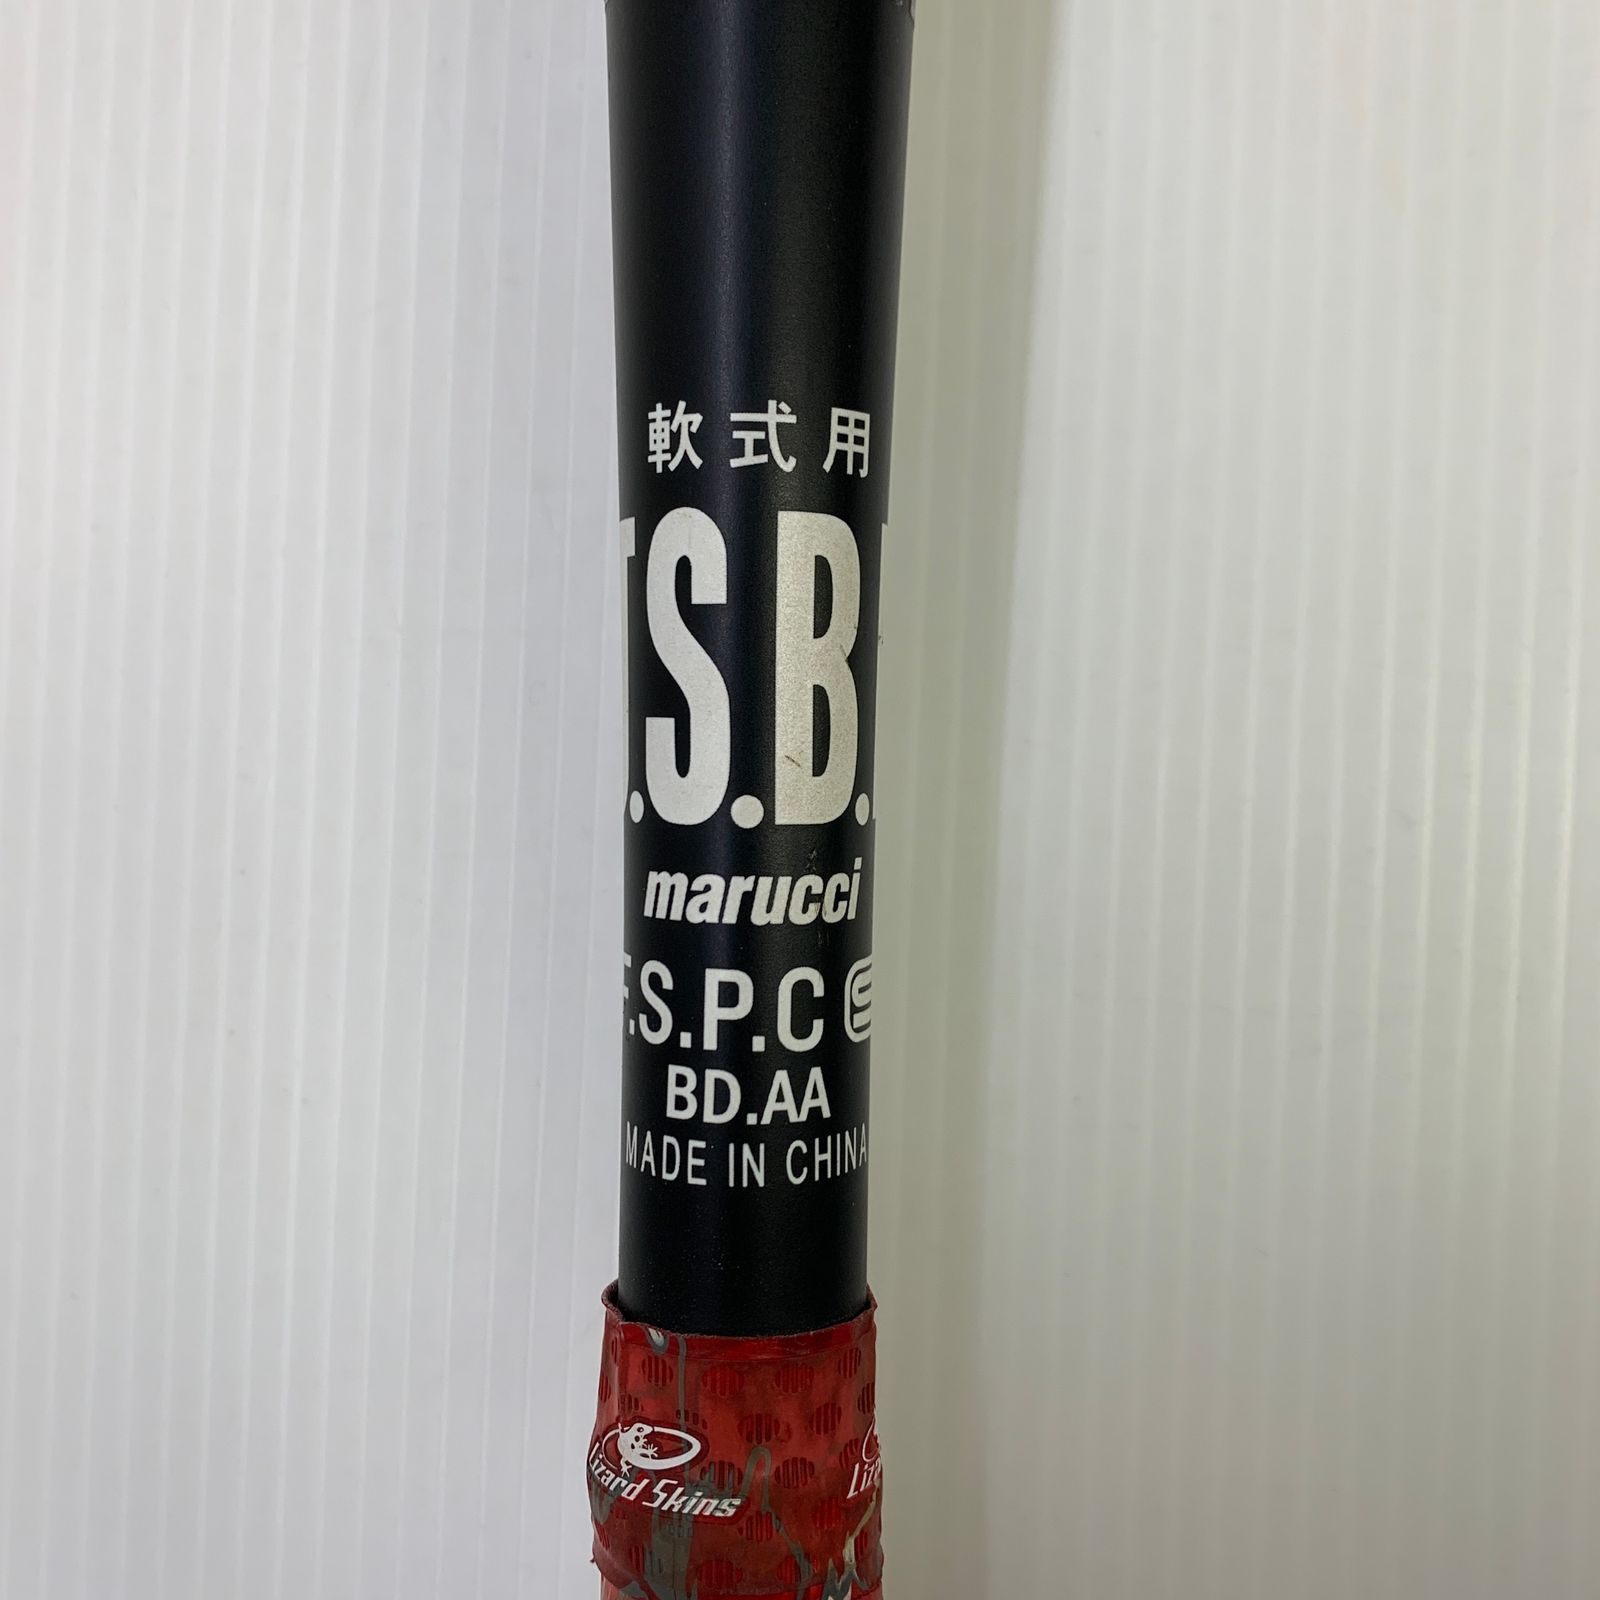 軟式用
J.S.B.B
marucci
F.S.P.C S
BD.AA
MADE IN CHINA
Lizard Skins